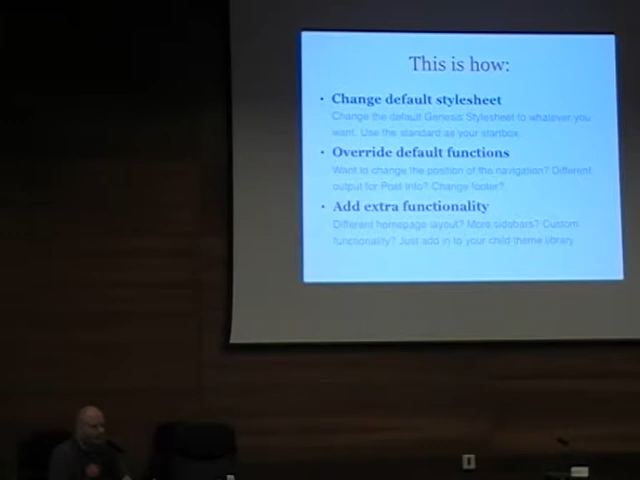 This is how:
• Change default stylesheet
Change the default Genesis Stylesheet to whatever you
want. Use the standard as your startbox.
• Override default functions
Want to change the position of the navigation? Different
output for Post Info? Change footer?
• Add extra functionality
Different homepage layout? More sidebars? Custom
functionality? Just add in to your child theme library